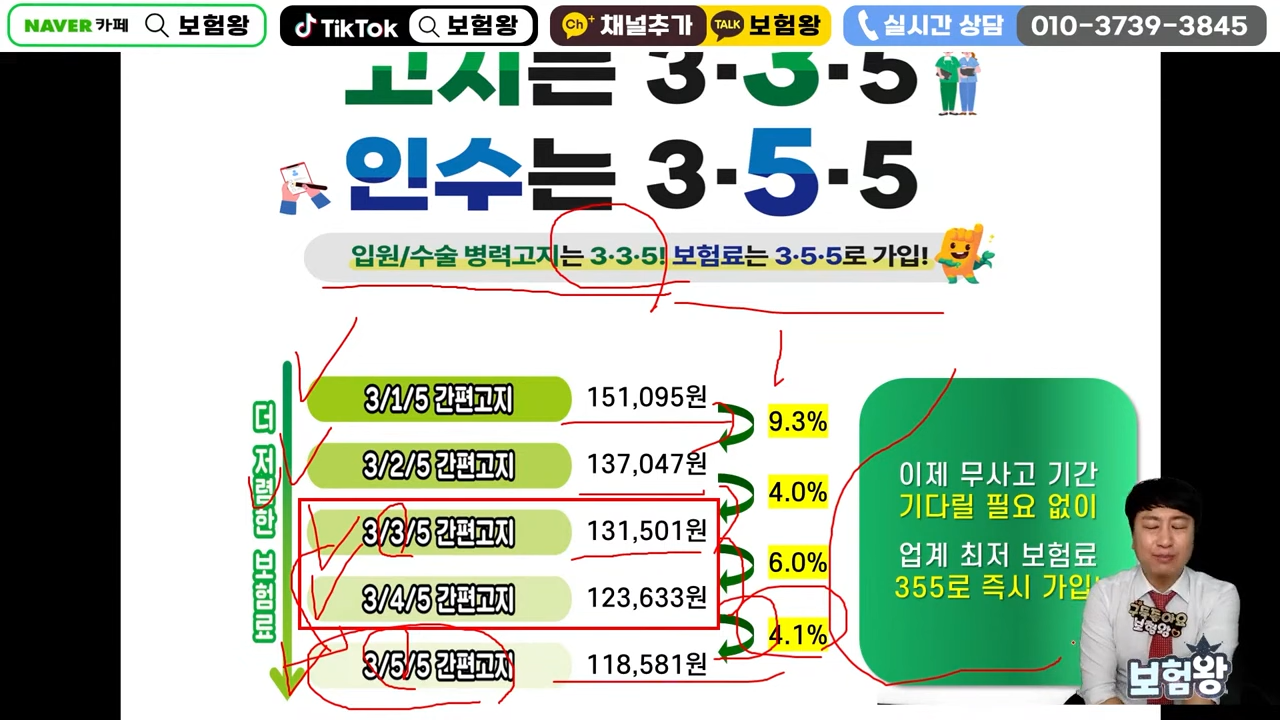 NAVER 카페 보험왕 TikTok 보험왕 Ch+ 채널추가 TALK 보험왕 실시간 상담 010-3739-3845
고지는 3·3·5
인수는 3·5·5
입원/수술 병력고지는 3·3·5! 보험료는 3·5·5로 가입!
더 저렴한 보험료
3/1/5 간편고지 151,095원
9.3%
3/2/5 간편고지 137,047원
4.0%
3/3/5 간편고지 131,501원
6.0%
3/4/5 간편고지 123,633원
4.1%
3/5/5 간편고지 118,581원
이제 무사고 기간
기다릴 필요 없이
업계 최저 보험료
355로 즉시 가입
보험왕
보험왕